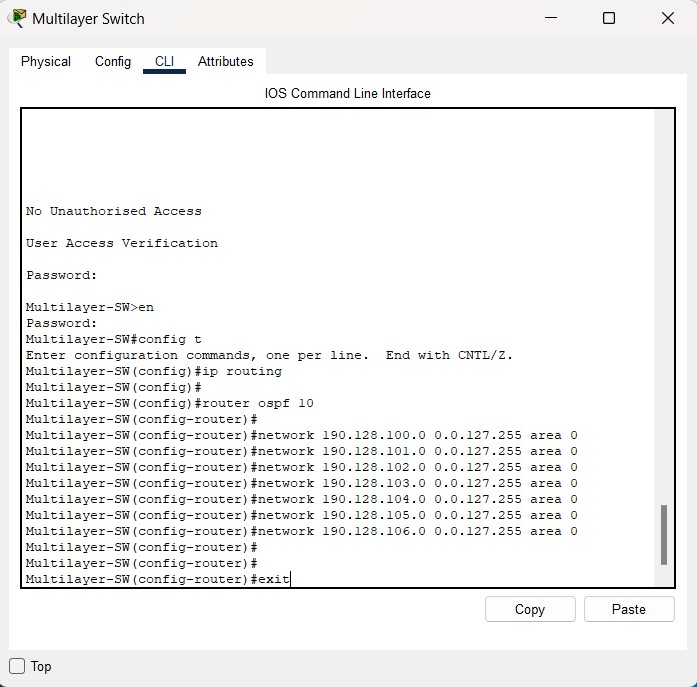 Multilayer Switch
Physical Config CLI Attributes
IOS Command Line Interface
No Unauthorised Access
User Access Verification
Password:
Multilayer-SW>en
Password:
Multilayer-SW#config t
Enter configuration commands, one per line.  End with CNTL/Z.
Multilayer-SW(config)#ip routing
Multilayer-SW(config)#
Multilayer-SW(config)#router ospf 10
Multilayer-SW(config-router)#
Multilayer-SW(config-router)#network 190.128.100.0 0.0.127.255 area 0
Multilayer-SW(config-router)#network 190.128.101.0 0.0.127.255 area 0
Multilayer-SW(config-router)#network 190.128.102.0 0.0.127.255 area 0
Multilayer-SW(config-router)#network 190.128.103.0 0.0.127.255 area 0
Multilayer-SW(config-router)#network 190.128.104.0 0.0.127.255 area 0
Multilayer-SW(config-router)#network 190.128.105.0 0.0.127.255 area 0
Multilayer-SW(config-router)#network 190.128.106.0 0.0.127.255 area 0
Multilayer-SW(config-router)#
Multilayer-SW(config-router)#
Multilayer-SW(config-router)#exit
Copy Paste
Top